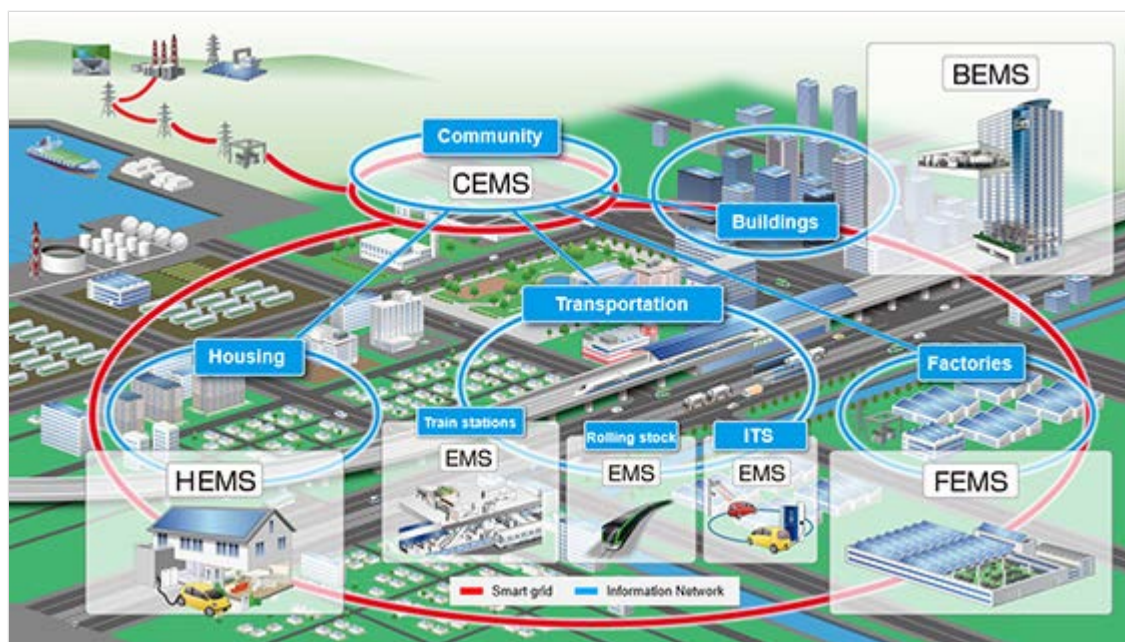 BEMS
Community
CEMS
Buildings
Transportation
Housing
Factories
Train stations
Rolling stock
ITS
HEMS
EMS
EMS
EMS
FEMS
Smart grid
Information Network